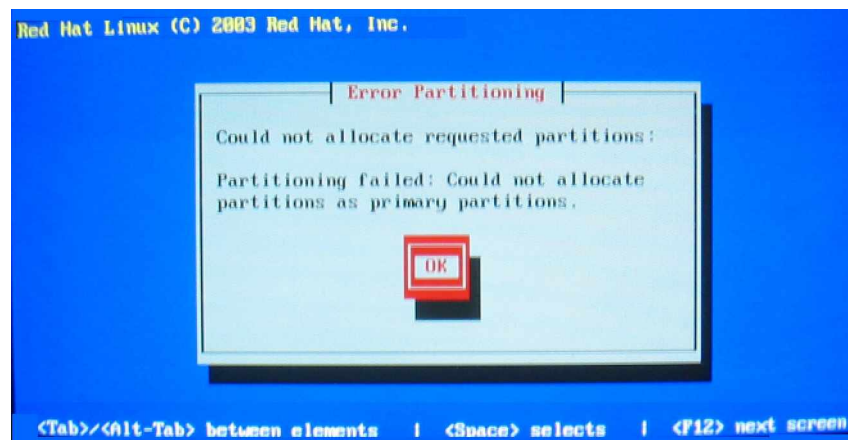 Red Hat Linux (C) 2003 Red Hat, Inc.
Error Partitioning
Could not allocate requested partitions:
Partitioning failed: Could not allocate
partitions as primary partitions.
OK
<Tab>/<Alt-Tab> between elements | <Space> selects | <F12> next screen